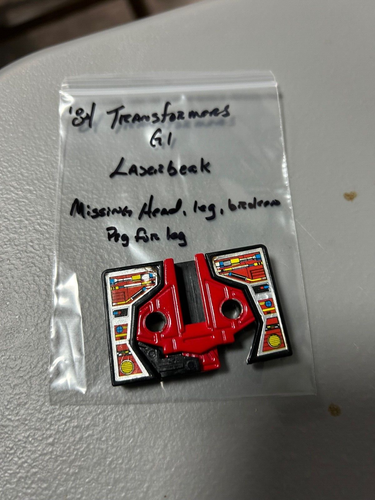 '84 Transformers
G1
Laserbeak
Missing Head, leg, broken
Peg for leg